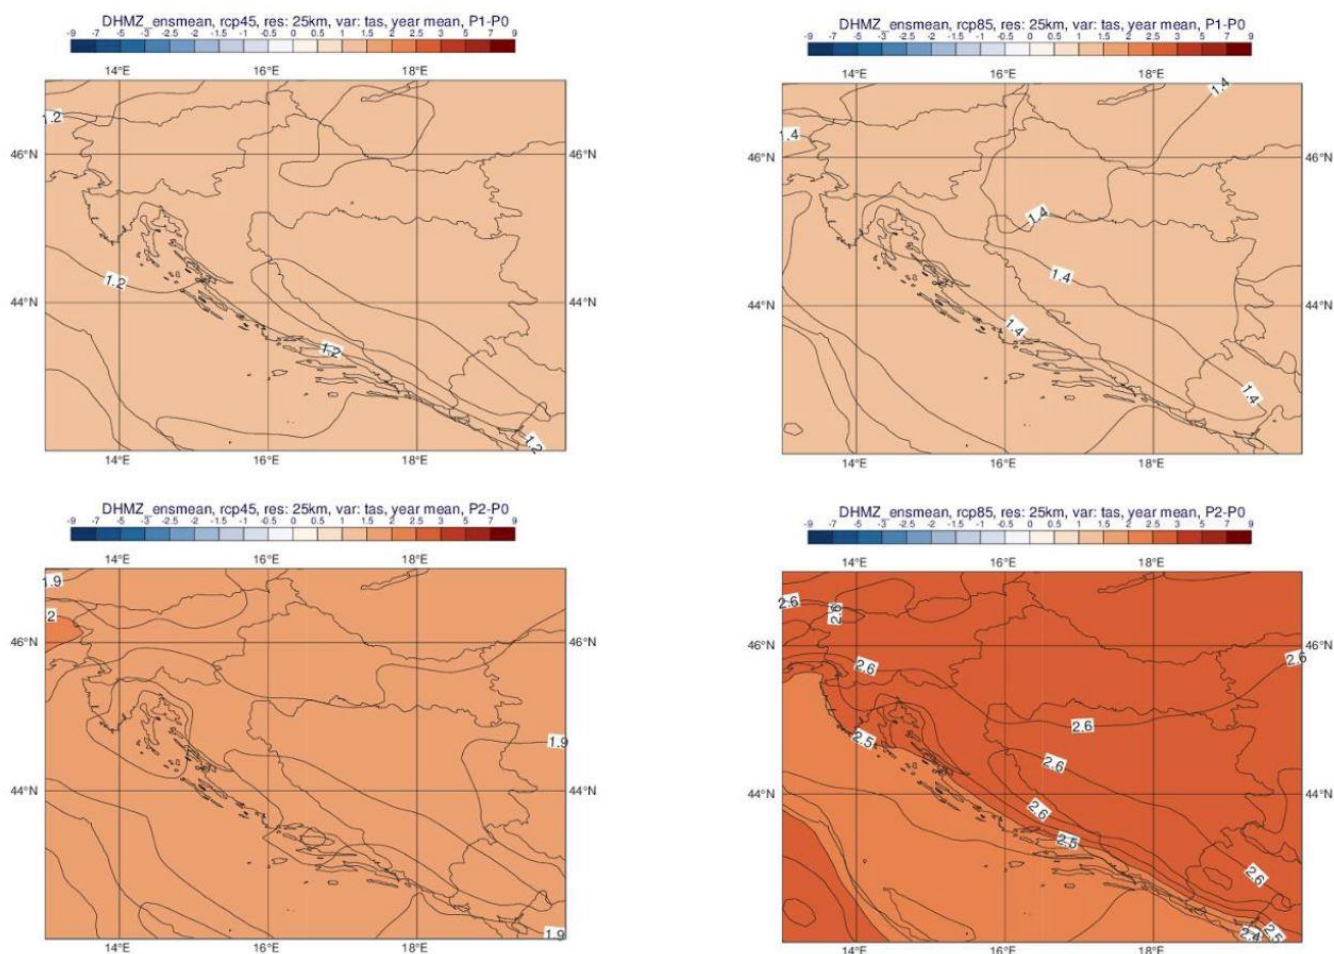 DHMZ_ensmean, rcp45, res: 25km, var: tas, year mean, P1-P0
-9 -7 -5 -3 -2.5 -2 -1.5 -1 -0.5 0 0.5 1 1.5 2 2.5 3 5 7 9
14°E 16°E 18°E
1.2
46°N 46°N
1.2
44°N 44°N
1.2
1.2
14°E 16°E 18°E
DHMZ_ensmean, rcp85, res: 25km, var: tas, year mean, P1-P0
-9 -7 -5 -3 -2.5 -2 -1.5 -1 -0.5 0 0.5 1 1.5 2 2.5 3 5 7 9
14°E 16°E 18°E
1.4
1.4
46°N 46°N
1.4
1.4
44°N 44°N
1.4
1.4
14°E 16°E 18°E
DHMZ_ensmean, rcp45, res: 25km, var: tas, year mean, P2-P0
-9 -7 -5 -3 -2.5 -2 -1.5 -1 -0.5 0 0.5 1 1.5 2 2.5 3 5 7 9
14°E 16°E 18°E
1.9
2
46°N 46°N
1.9
44°N 44°N
1.9
14°E 16°E 18°E
DHMZ_ensmean, rcp85, res: 25km, var: tas, year mean, P2-P0
-9 -7 -5 -3 -2.5 -2 -1.5 -1 -0.5 0 0.5 1 1.5 2 2.5 3 5 7 9
14°E 16°E 18°E
2.6
2.6
46°N 46°N
2.6
2.6
2.6
2.5
2.6
44°N 44°N
2.6
2.5
2.6
2.5
2.4
14°E 16°E 18°E